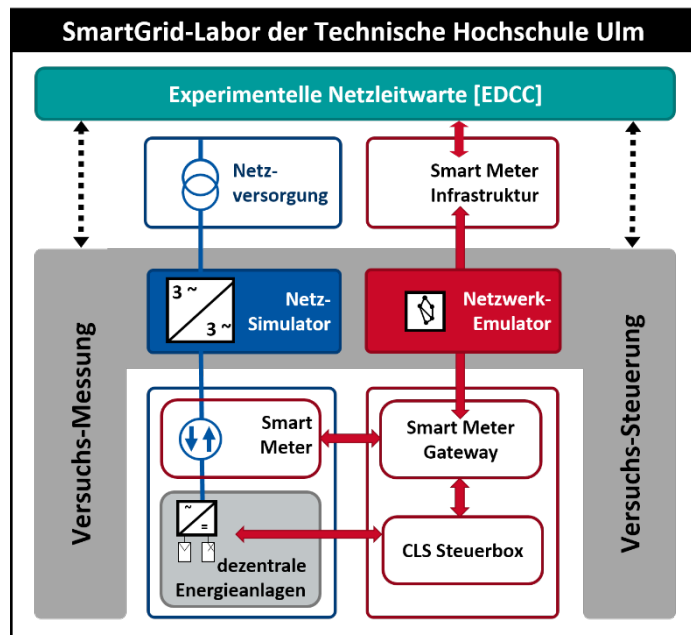 SmartGrid-Labor der Technische Hochschule Ulm
Experimentelle Netzleitwarte [EDCC]
Netz-
versorgung
Smart Meter
Infrastruktur
3 ~
3 ~
Netz-
Simulator
Netzwerk-
Emulator
Versuchs-Messung
Versuchs-Steuerung
Smart
Meter
Smart Meter
Gateway
~
=
dezentrale
Energieanlagen
CLS Steuerbox